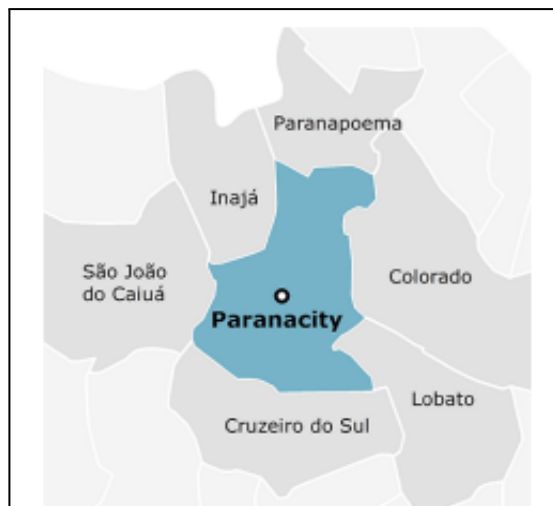 Paranapoema
Inajá
São João
do Caiuá
Colorado
Paranacity
Lobato
Cruzeiro do Sul